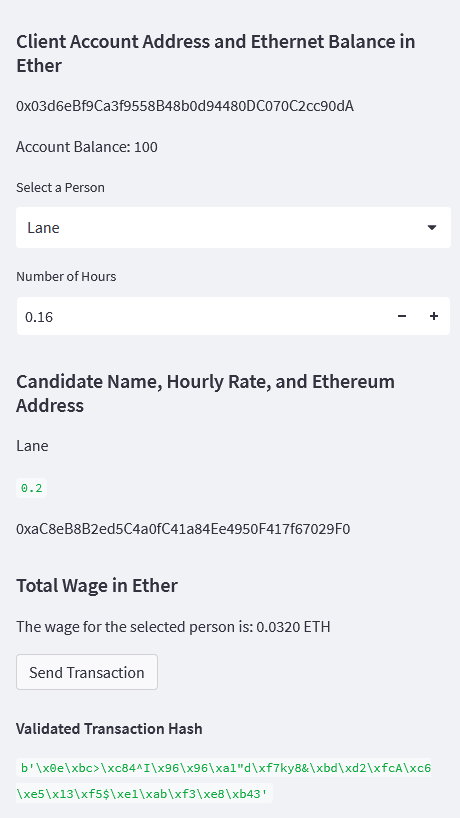 Client Account Address and Ethernet Balance in
Ether
0x03d6eBf9Ca3f9558B48b0d94480DC070C2cc90dA
Account Balance: 100
Select a Person
Lane
Number of Hours
0.16
Candidate Name, Hourly Rate, and Ethereum
Address
Lane
0.2
0xaC8eB8B2ed5C4a0fC41a84Ee4950F417f67029F0
Total Wage in Ether
The wage for the selected person is: 0.0320 ETH
Send Transaction
Validated Transaction Hash
b'\x0e\xbc>\xc84^I\x96\x96\xa1"d\xf7ky8&\xbd\xd2\xfcA\xc6
\xe5\x13\xf5$\xe1\xab\xf3\xe8\xb43'